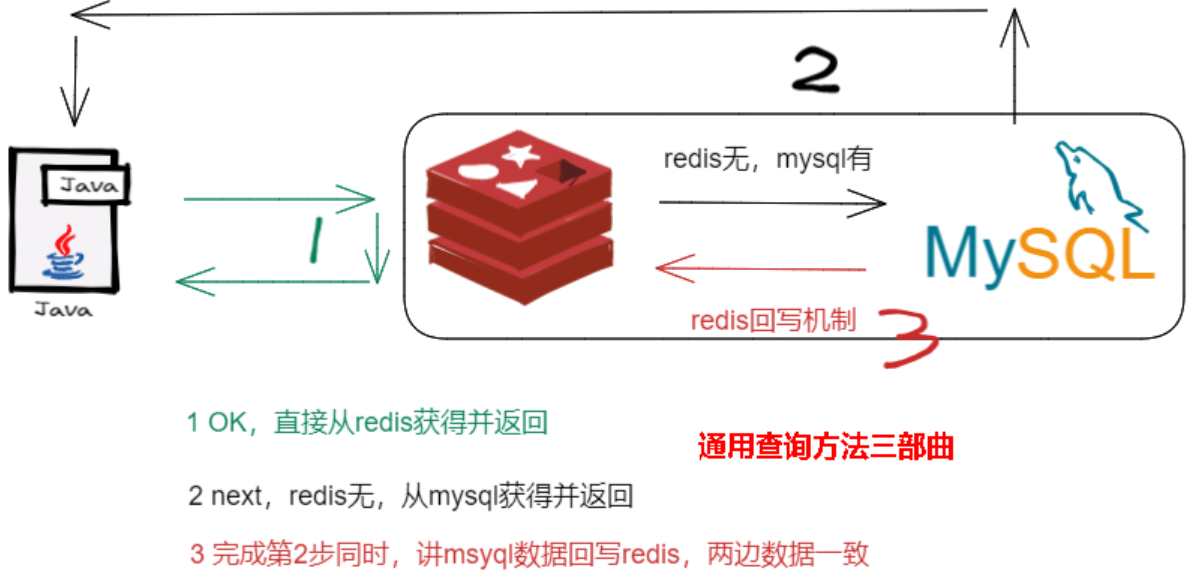 2
Java
redis无，mysql有
1
MySQL
Java
redis回写机制
3
1 OK，直接从redis获得并返回
通用查询方法三部曲
2 next，redis无，从mysql获得并返回
3 完成第2步同时，讲msyql数据回写redis，两边数据一致